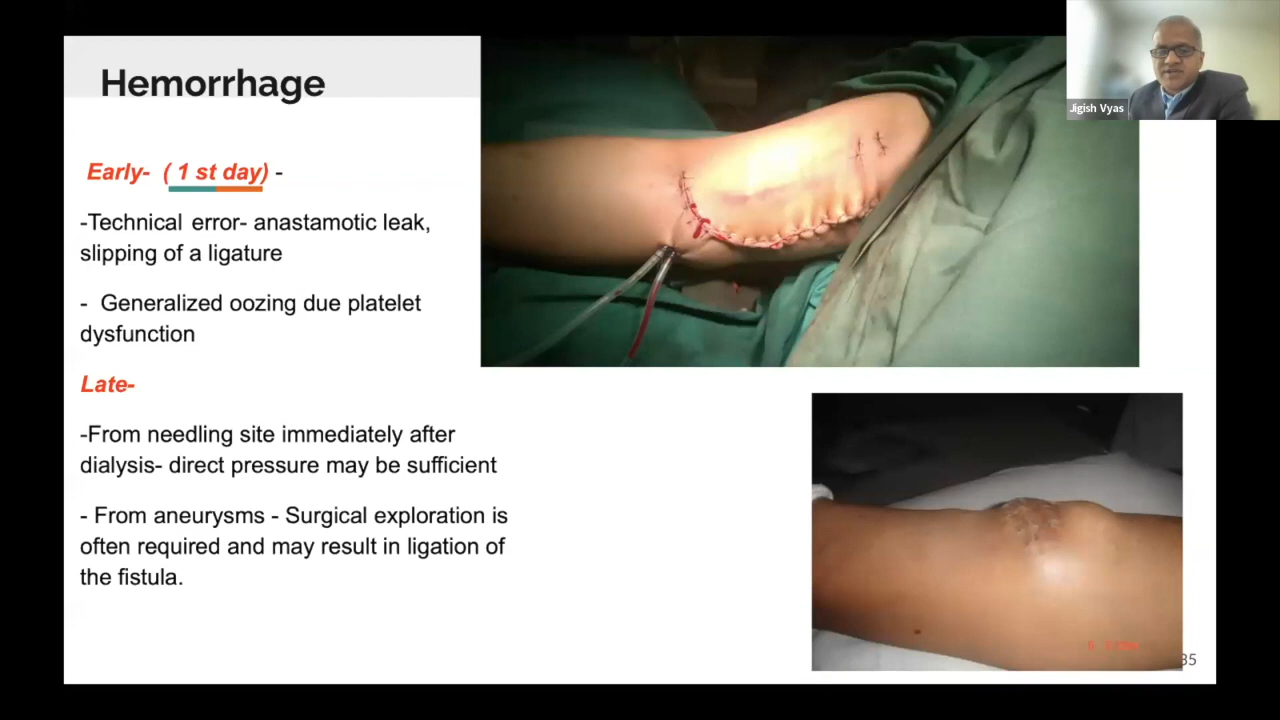 Hemorrhage
Jigish Vyas
Early- ( 1 st day) -
-Technical error- anastamotic leak,
slipping of a ligature
- Generalized oozing due platelet
dysfunction
Late-
-From needling site immediately after
dialysis- direct pressure may be sufficient
- From aneurysms - Surgical exploration is
often required and may result in ligation of
the fistula.
35